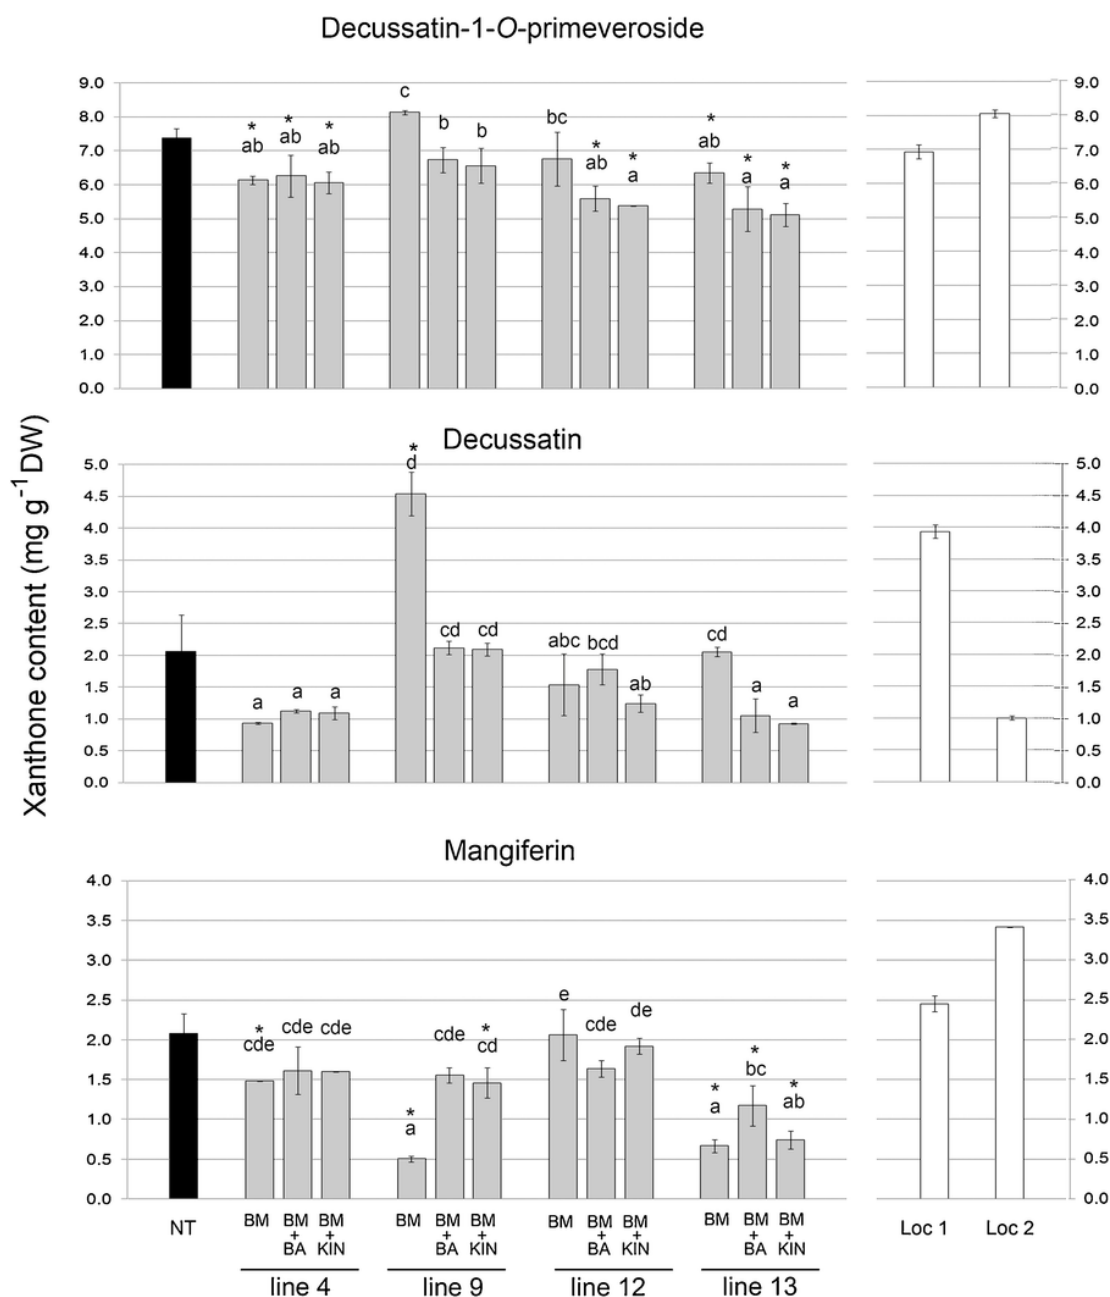 Decussatin-1-O-primeveroside
9.0
8.0
7.0
6.0
5.0
4.0
3.0
2.0
1.0
0.0
*
ab
*
ab
*
ab
c
b
b
bc
*
ab
*
a
*
ab
*
a
*
a
9.0
8.0
7.0
6.0
5.0
4.0
3.0
2.0
1.0
0.0
Xanthone content (mg g⁻¹DW)
Decussatin
5.0
4.5
4.0
3.5
3.0
2.5
2.0
1.5
1.0
0.5
0.0
a
a
a
*
d
cd
cd
abc
bcd
ab
cd
a
a
5.0
4.5
4.0
3.5
3.0
2.5
2.0
1.5
1.0
0.5
0.0
Mangiferin
4.0
3.5
3.0
2.5
2.0
1.5
1.0
0.5
0.0
*
cde
cde
cde
*
a
cde
*
cd
e
cde
de
*
a
*
bc
*
ab
4.0
3.5
3.0
2.5
2.0
1.5
1.0
0.5
0.0
NT
BM
BM
+
BA
BM
+
KIN
BM
BM
+
BA
BM
+
KIN
BM
BM
+
BA
BM
+
KIN
BM
BM
+
BA
BM
+
KIN
Loc 1
Loc 2
line 4
line 9
line 12
line 13